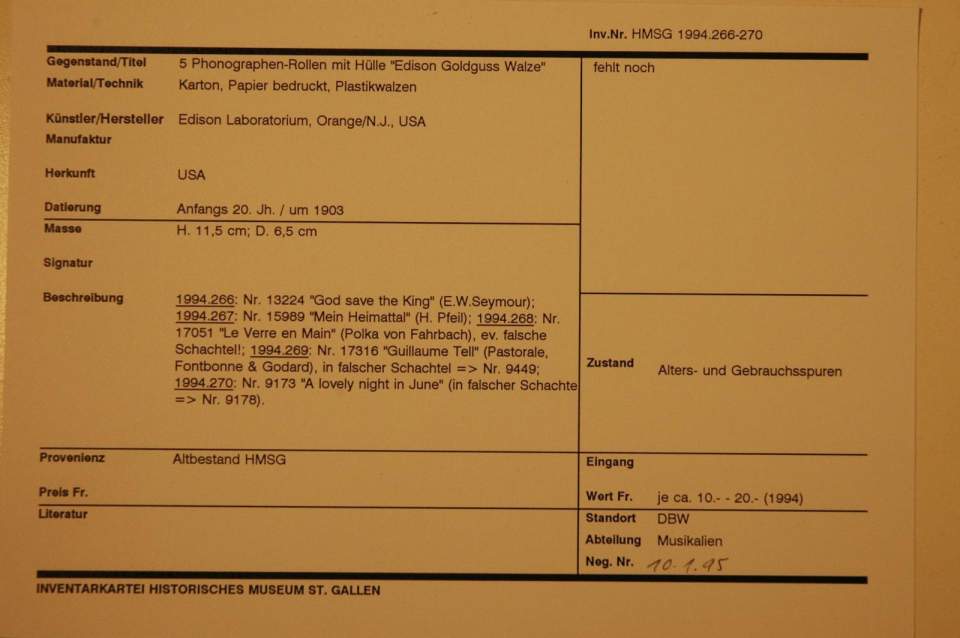 Inv.Nr. HMSG 1994.266-270
Gegenstand/Titel 5 Phonographen-Rollen mit Hülle "Edison Goldguss Walze"
fehlt noch
Material/Technik Karton, Papier bedruckt, Plastikwalzen
Künstler/Hersteller Edison Laboratorium, Orange/N.J., USA
Manufaktur
Herkunft USA
Datierung Anfangs 20. Jh. / um 1903
Masse H. 11,5 cm; D. 6,5 cm
Signatur
Beschreibung 1994.266: Nr. 13224 "God save the King" (E.W.Seymour);
1994.267: Nr. 15989 "Mein Heimattal" (H. Pfeil); 1994.268: Nr.
17051 "Le Verre en Main" (Polka von Fahrbach), ev. falsche
Schachtel!; 1994.269: Nr. 17316 "Guillaume Tell" (Pastorale,
Fontbonne & Godard), in falscher Schachtel => Nr. 9449;
1994.270: Nr. 9173 "A lovely night in June" (in falscher Schachte
=> Nr. 9178).
Zustand Alters- und Gebrauchsspuren
Provenienz Altbestand HMSG
Eingang
Preis Fr.
Wert Fr. je ca. 10.- - 20.- (1994)
Literatur
Standort DBW
Abteilung Musikalien
Neg. Nr. 10.1.95
INVENTARKARTEI HISTORISCHES MUSEUM ST. GALLEN